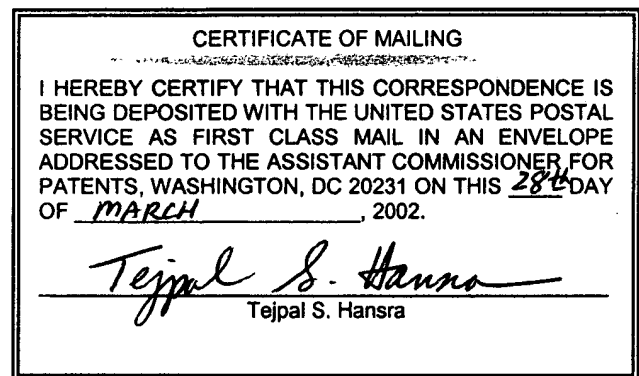 CERTIFICATE OF MAILING
I HEREBY CERTIFY THAT THIS CORRESPONDENCE IS
BEING DEPOSITED WITH THE UNITED STATES POSTAL
SERVICE AS FIRST CLASS MAIL IN AN ENVELOPE
ADDRESSED TO THE ASSISTANT COMMISSIONER FOR
PATENTS, WASHINGTON, DC 20231 ON THIS 28th DAY
OF MARCH, 2002.
Tejpal S. Hansra
Tejpal S. Hansra